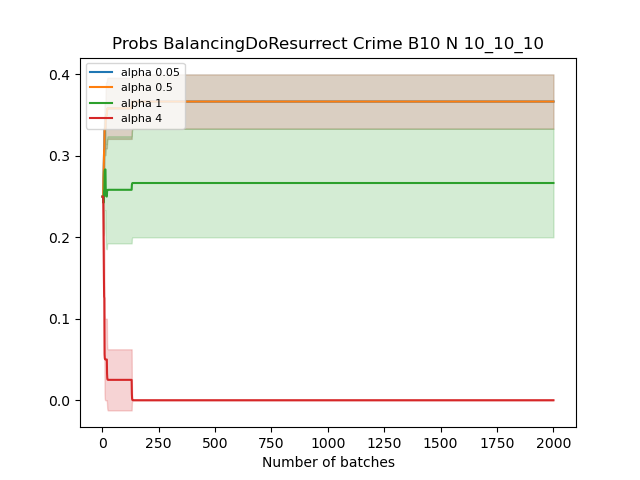 Probs BalancingDoResurrect Crime B10 N 10_10_10
alpha 0.05
alpha 0.5
alpha 1
alpha 4
0.4
0.3
0.2
0.1
0.0
0 250 500 750 1000 1250 1500 1750 2000
Number of batches